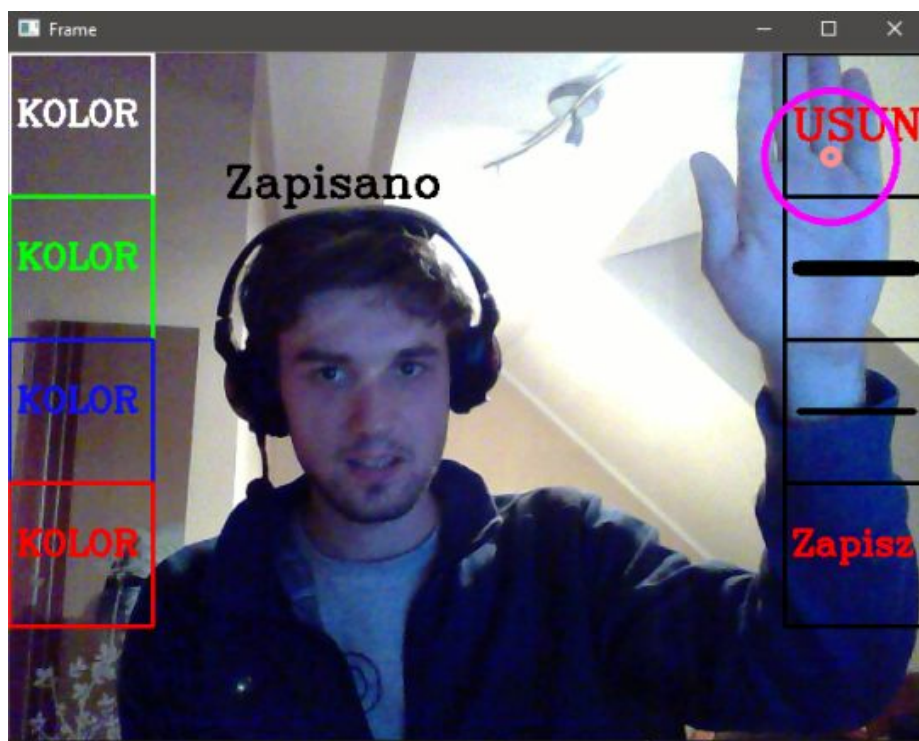 Frame
KOLOR
USUN
Zapisano
KOLOR
KOLOR
KOLOR
Zapisz